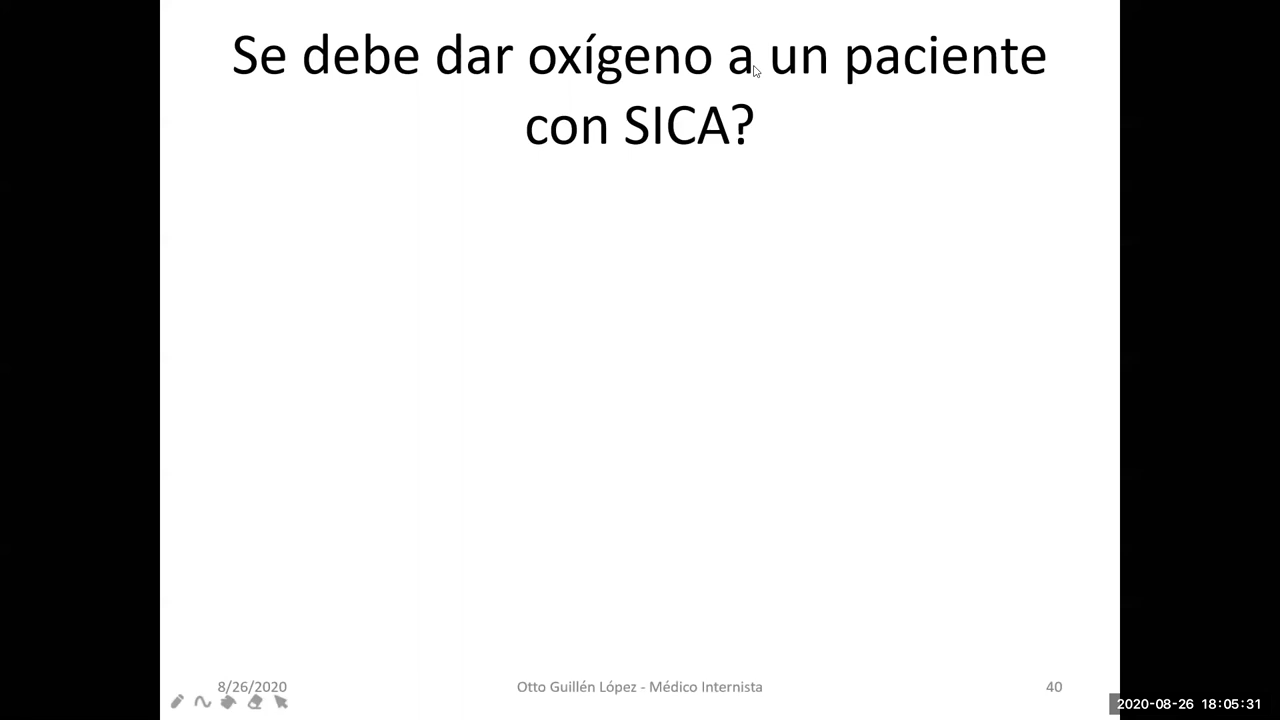 Se debe dar oxígeno a un paciente
con SICA?
8/26/2020
Otto Guillén López - Médico Internista
40
2020-08-26 18:05:31